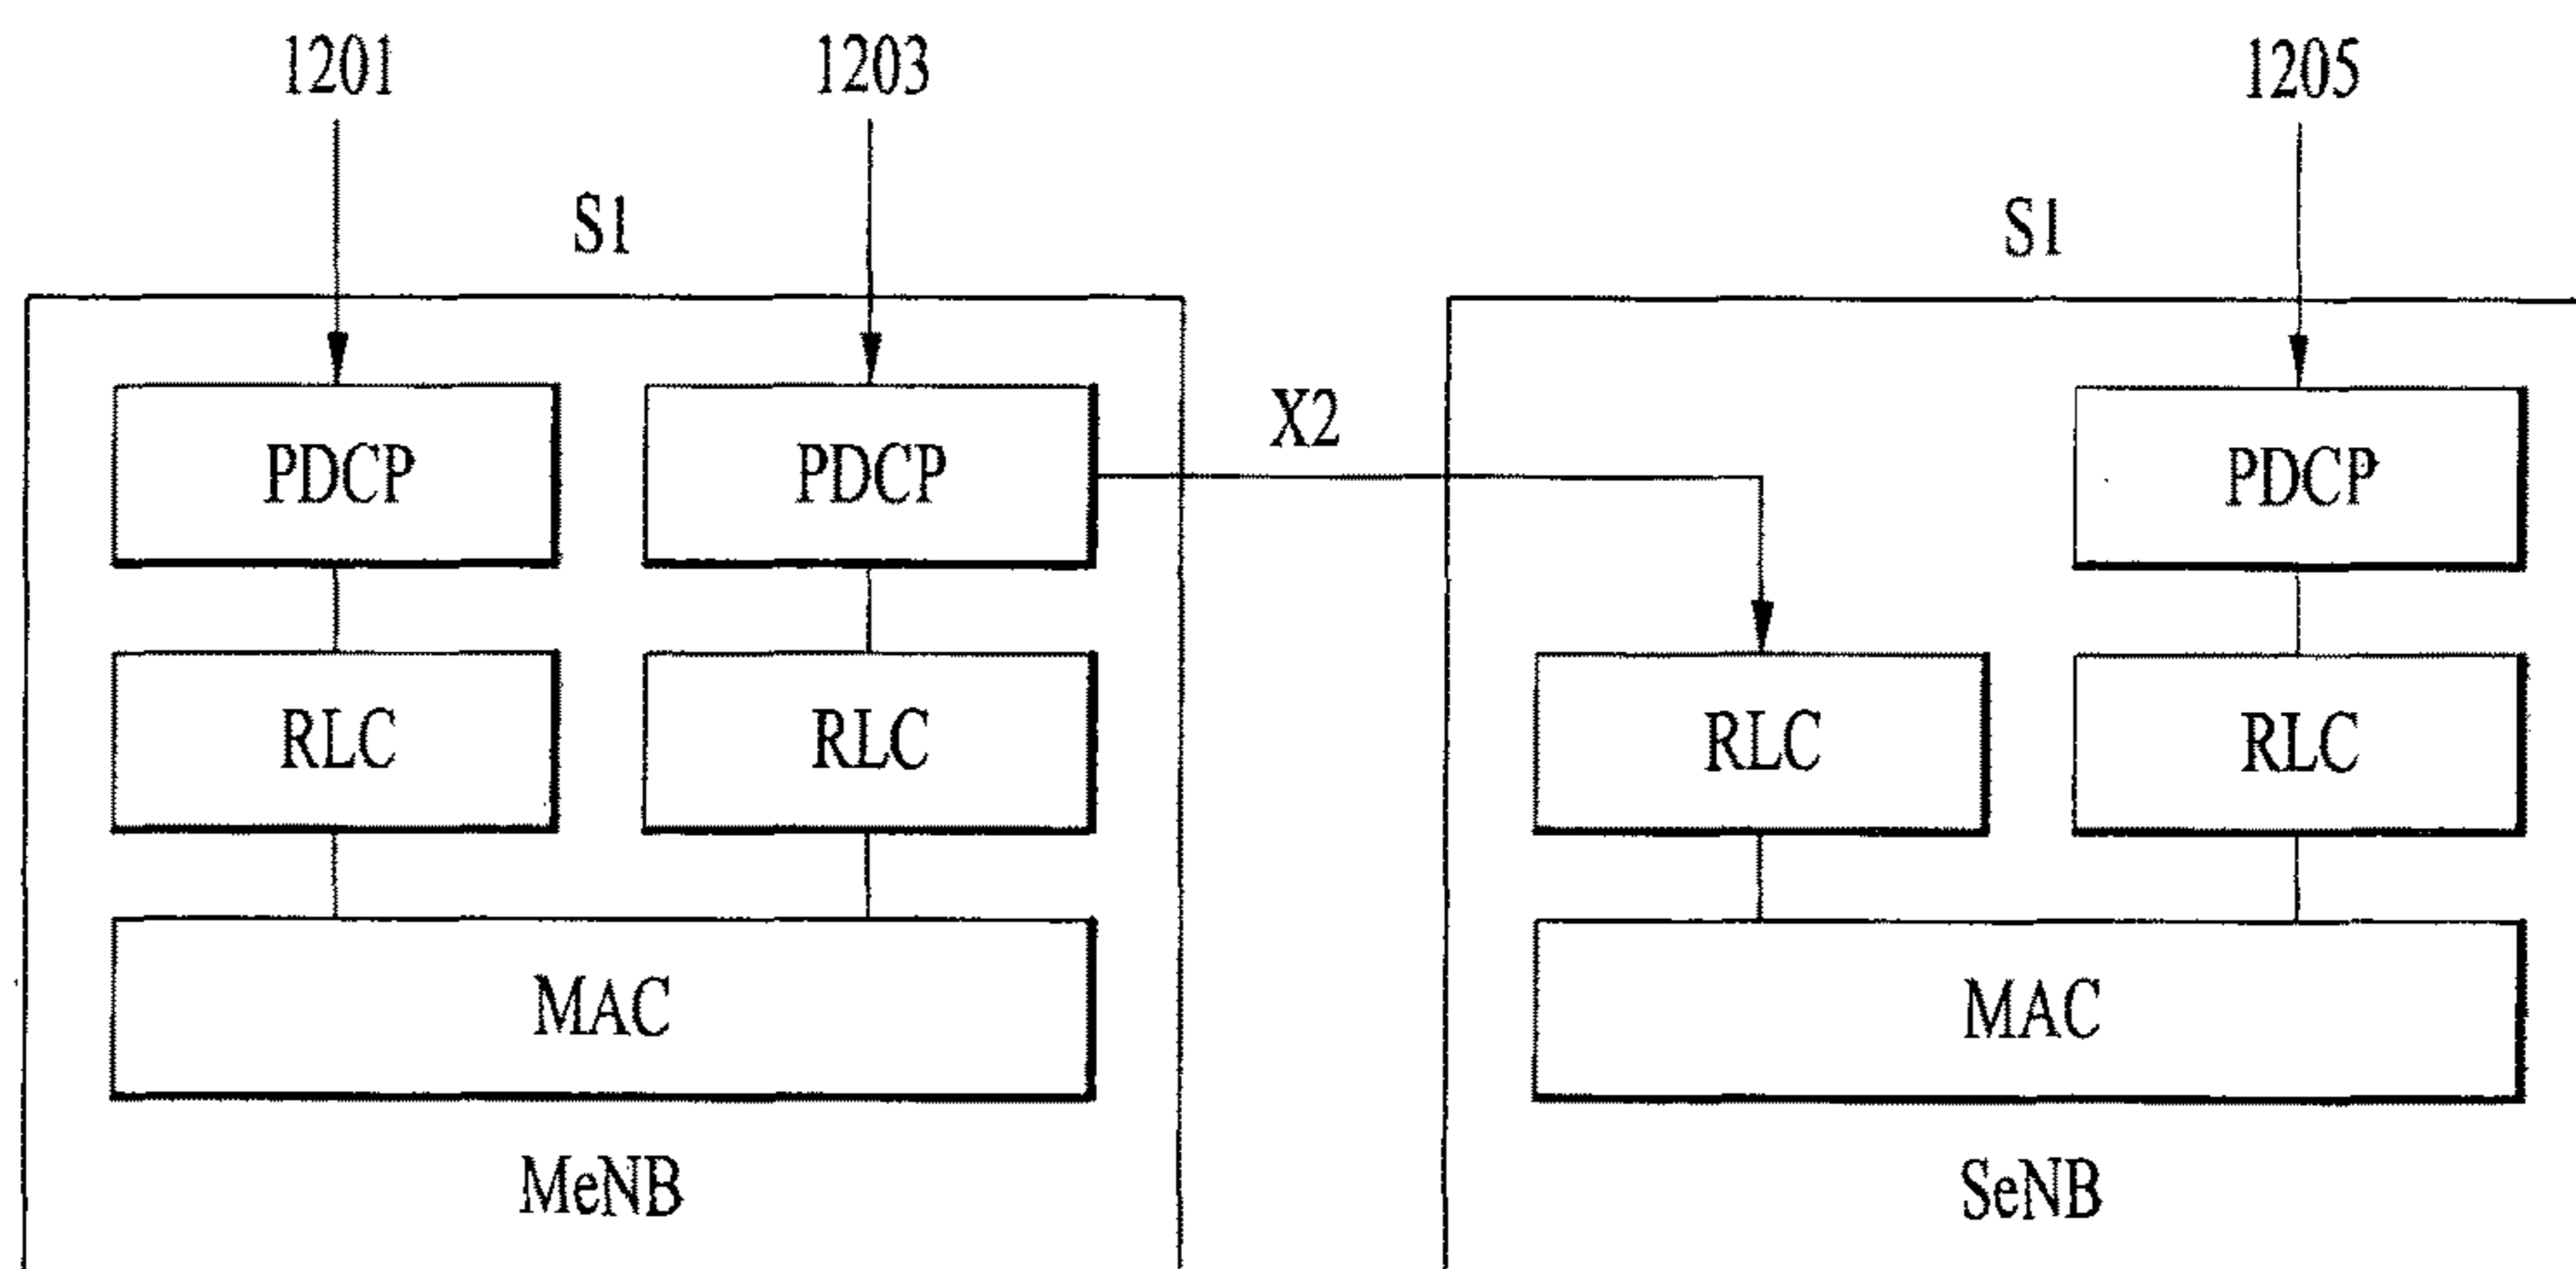 1201 1203 1205
S1 S1
X2
PDCP PDCP PDCP
RLC RLC RLC RLC
MAC MAC
MeNB SeNB